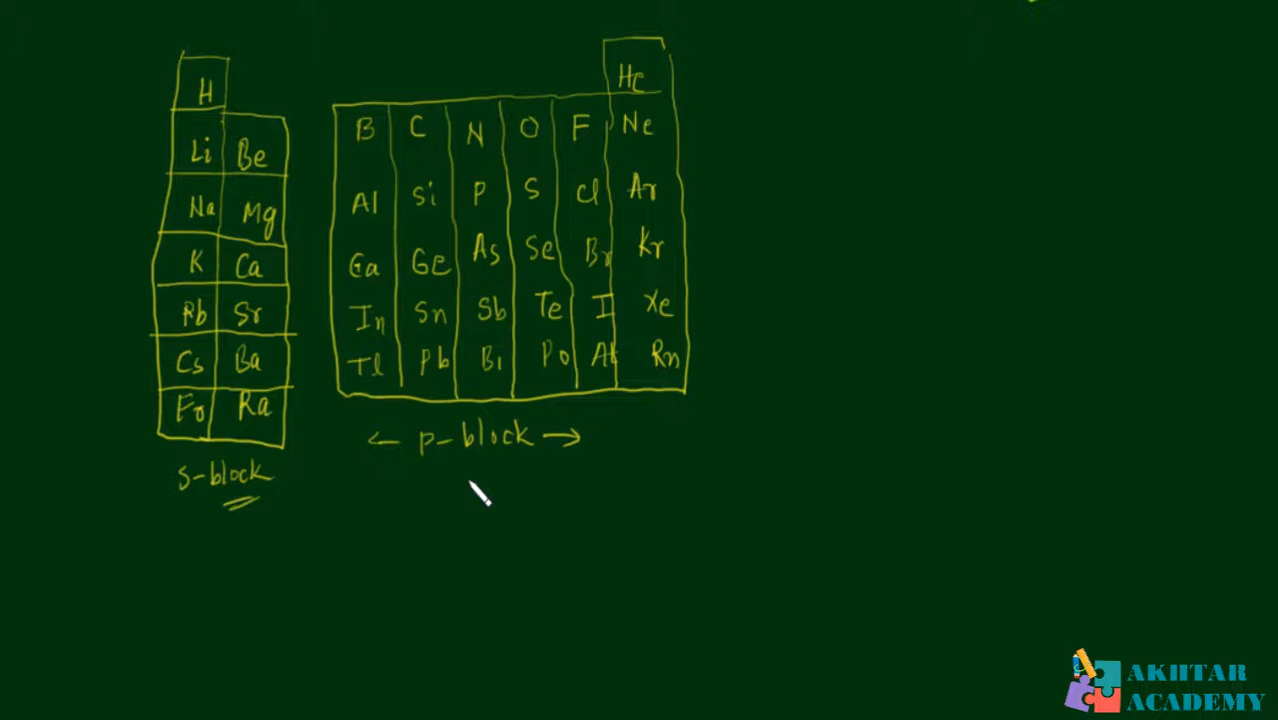 He
H
B C N O F Ne
Li Be
Al Si P S Cl Ar
Na Mg
Ga Ge As Se Br Kr
K Ca
In Sn Sb Te I Xe
Rb Sr
Tl Pb Bi Po At Rn
Cs Ba
Fr Ra
← p-block →
s-block
AKHTAR
ACADEMY